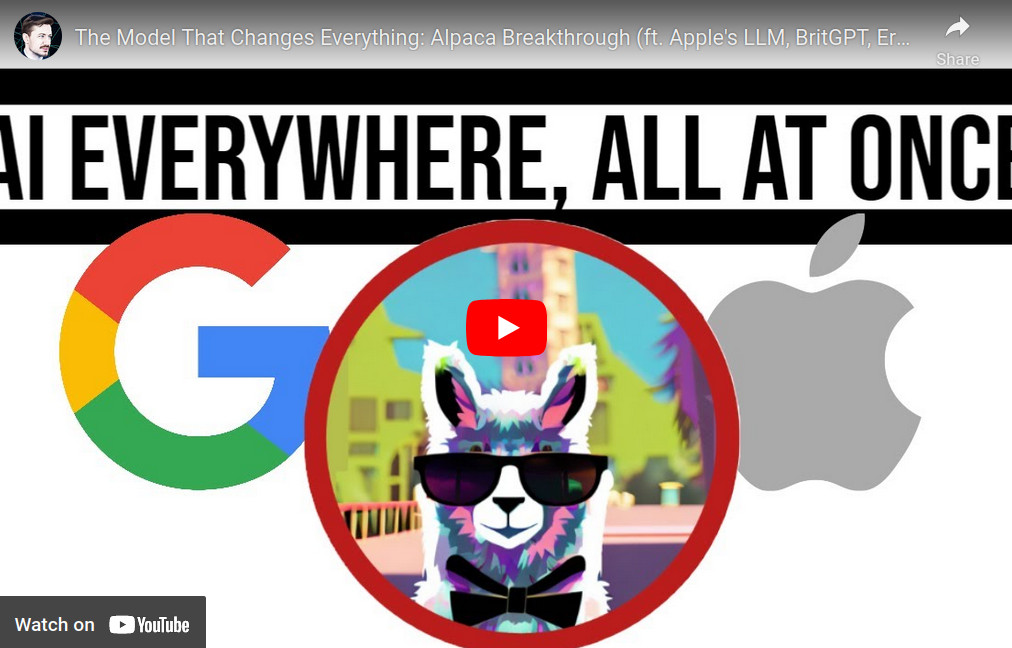 The Model That Changes Everything: Alpaca Breakthrough (ft. Apple's LLM, BritGPT, Er...
Share
AI EVERYWHERE, ALL AT ONCE
Watch on YouTube